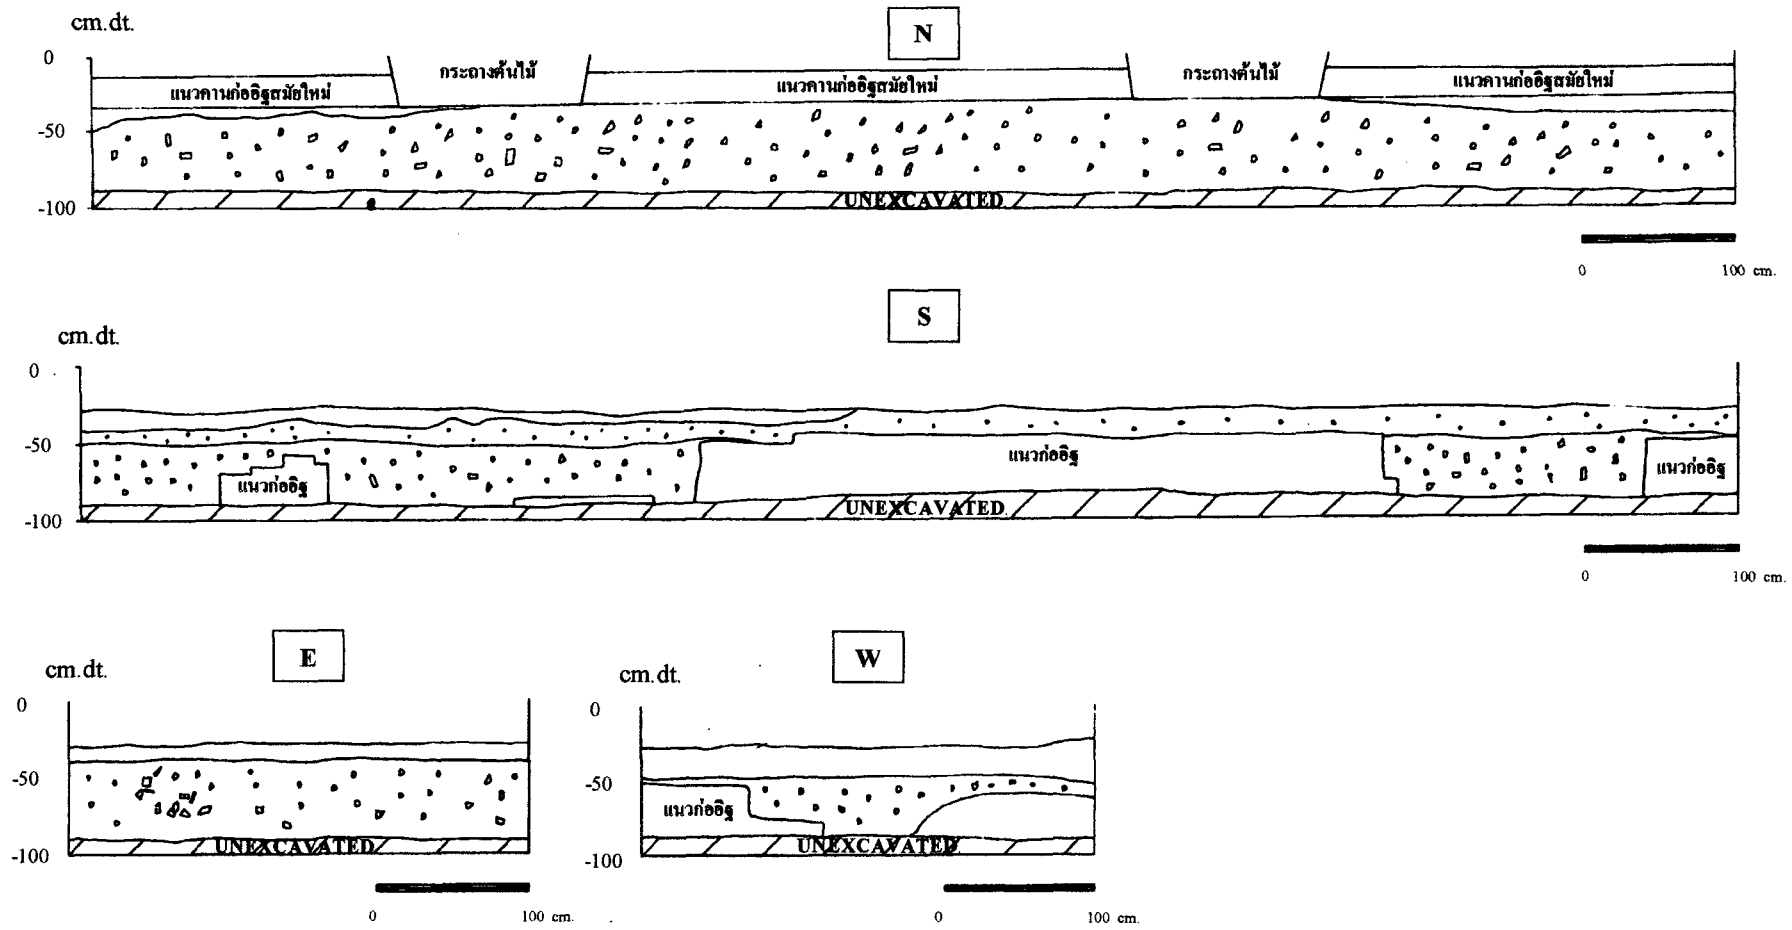 N
cm.dt.
0
-50
-100
กระถางต้นไม้
กระถางต้นไม้
แนวคานก่ออิฐสมัยใหม่
แนวคานก่ออิฐสมัยใหม่
แนวคานก่ออิฐสมัยใหม่
UNEXCAVATED
0 100 cm.
S
cm.dt.
0
-50
-100
แนวก่ออิฐ
แนวก่ออิฐ
แนวก่ออิฐ
UNEXCAVATED
0 100 cm.
E
cm.dt.
0
-50
-100
UNEXCAVATED
0 100 cm.
W
cm.dt.
0
-50
-100
แนวก่ออิฐ
UNEXCAVATED
0 100 cm.